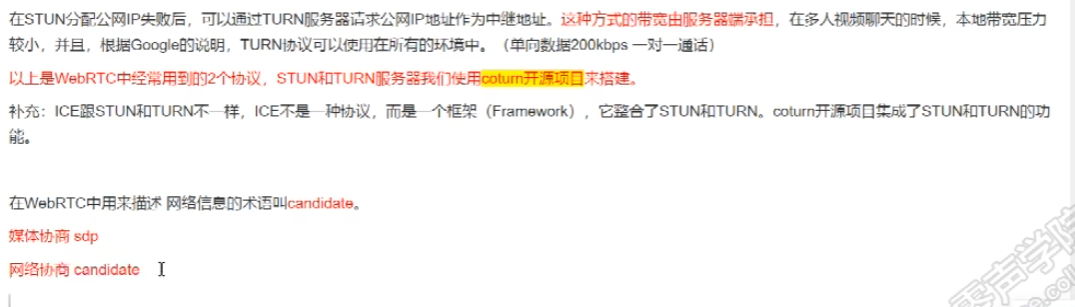 在STUN分配公网IP失败后，可以通过TURN服务器请求公网IP地址作为中继地址。这种方式的带宽由服务器端承担，在多人视频聊天的时候，本地带宽压力
较小，并且，根据Google的说明，TURN协议可以使用在所有的环境中。（单向数据200kbps 一对一通话）
以上是WebRTC中经常用到的2个协议，STUN和TURN服务器我们使用coturn开源项目来搭建。
补充：ICE跟STUN和TURN不一样，ICE不是一种协议，而是一个框架（Framework），它整合了STUN和TURN。coturn开源项目集成了STUN和TURN的功
能。
在WebRTC中用来描述 网络信息的术语叫candidate。
媒体协商 sdp
网络协商 candidate
零声学院